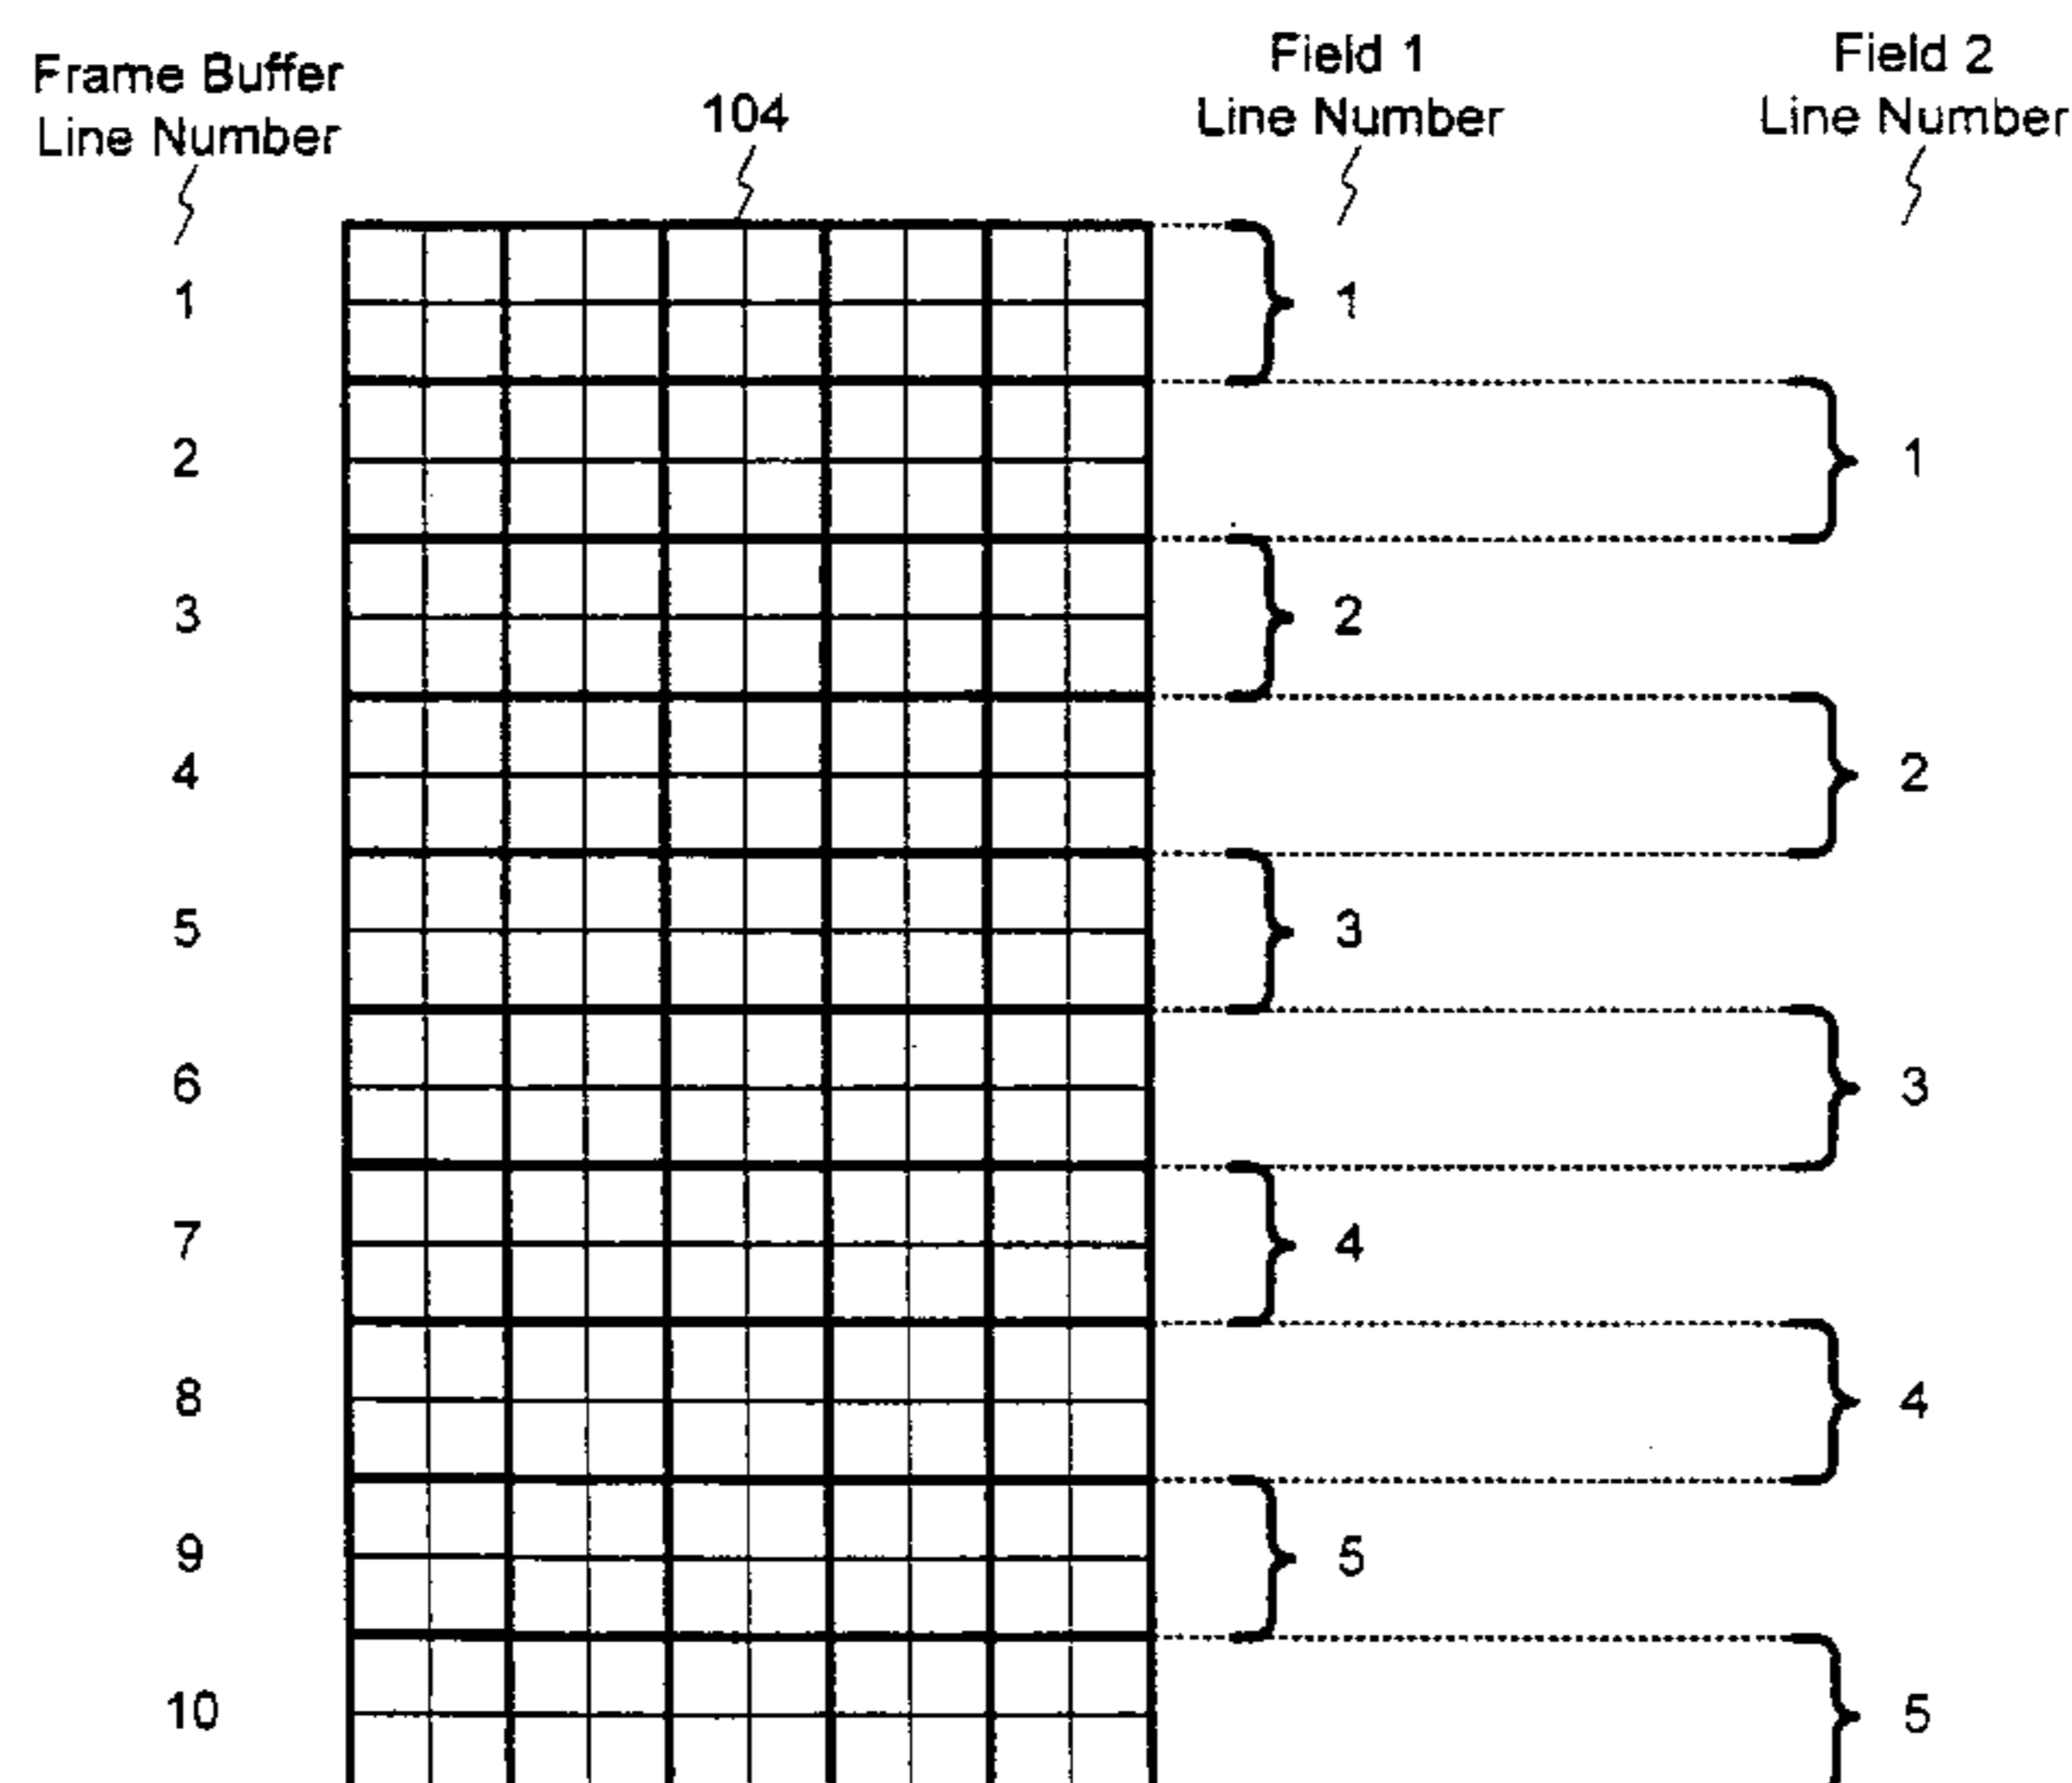 Frame Buffer
Line Number
104
Field 1
Line Number
Field 2
Line Number
1 1
2 1
3 2
4 2
5 3
6 3
7 4
8 4
9 5
10 5